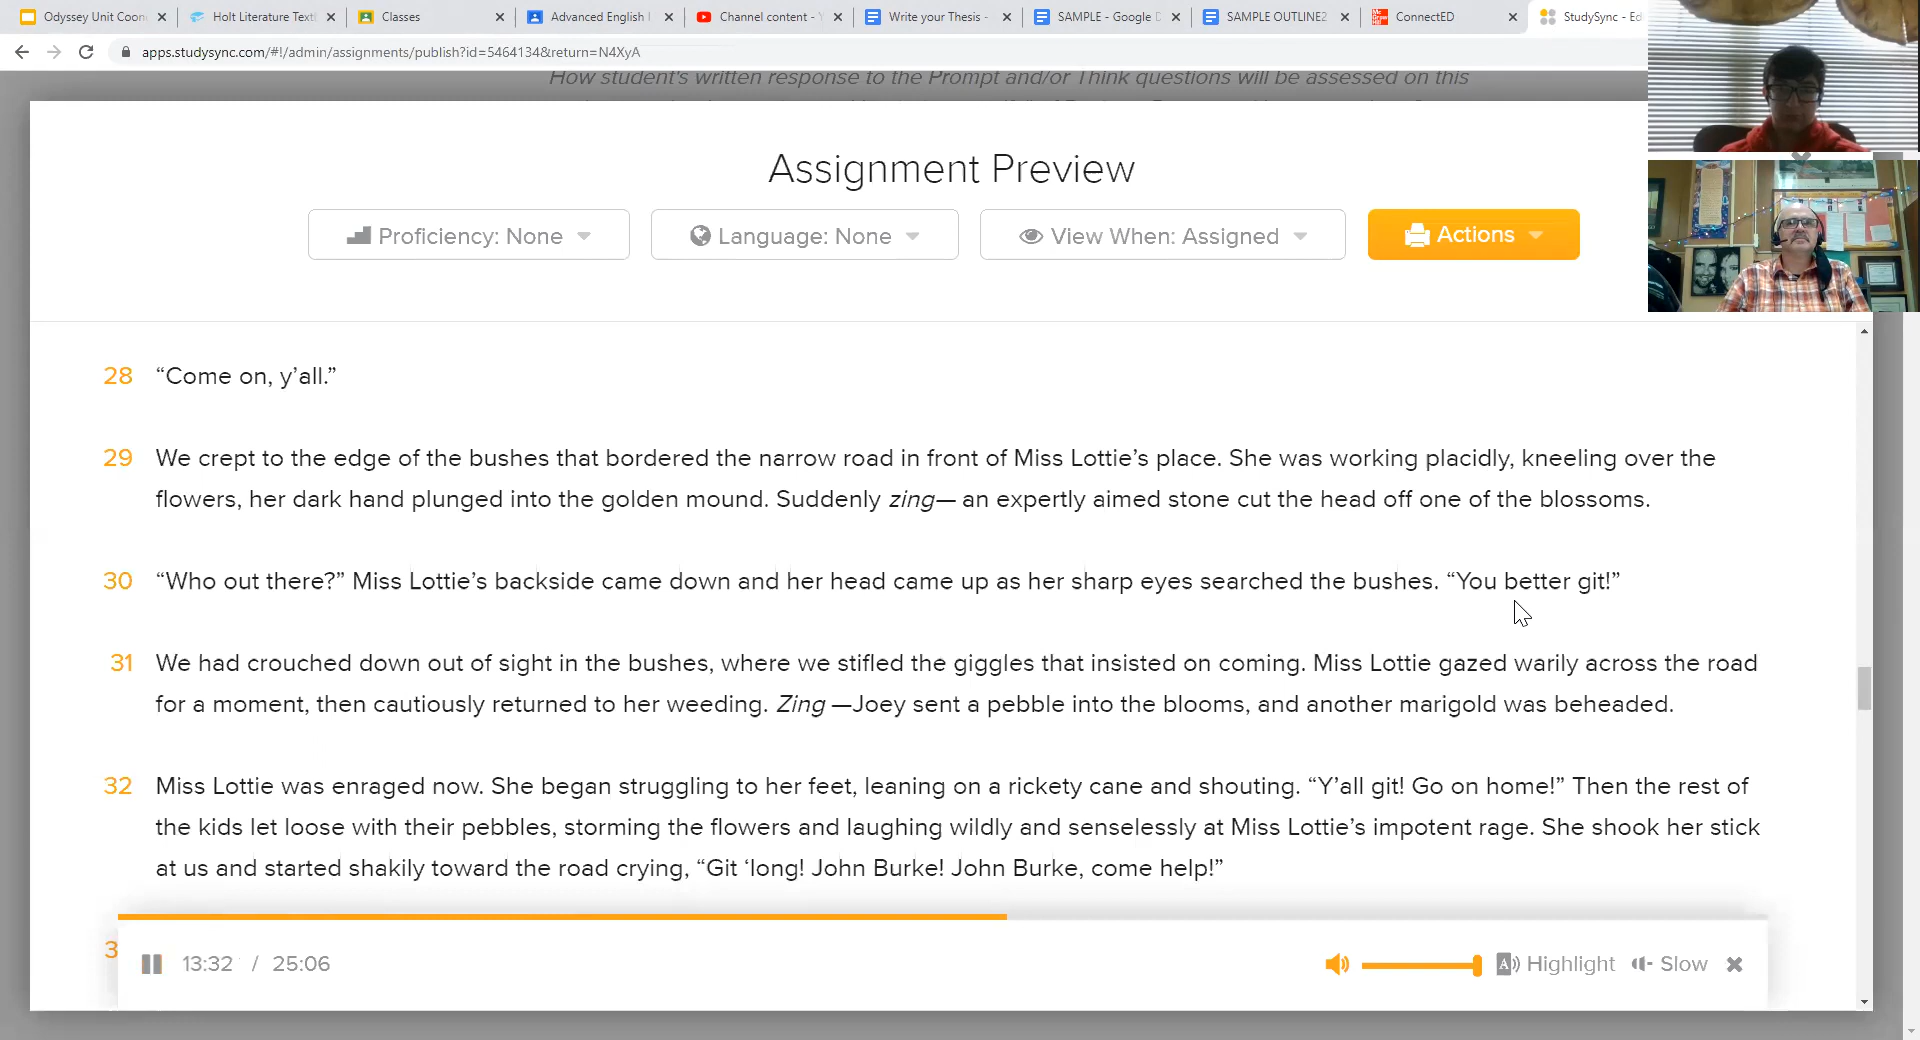 Odyssey Unit Coon
Holt Literature Text
Classes
Advanced English
Channel content -
Write your Thesis -
SAMPLE - Google D
SAMPLE OUTLINE2
ConnectED
StudySync - Ed
apps.studysync.com/#!/admin/assignments/publish?id=5464134&return=N4XyA
How student's written response to the Prompt and/or Think questions will be assessed on this
Assignment Preview
Proficiency: None
Language: None
View When: Assigned
Actions
28 “Come on, y’all.”
29 We crept to the edge of the bushes that bordered the narrow road in front of Miss Lottie’s place. She was working placidly, kneeling over the
flowers, her dark hand plunged into the golden mound. Suddenly zing— an expertly aimed stone cut the head off one of the blossoms.
30 “Who out there?” Miss Lottie’s backside came down and her head came up as her sharp eyes searched the bushes. “You better git!”
31 We had crouched down out of sight in the bushes, where we stifled the giggles that insisted on coming. Miss Lottie gazed warily across the road
for a moment, then cautiously returned to her weeding. Zing —Joey sent a pebble into the blooms, and another marigold was beheaded.
32 Miss Lottie was enraged now. She began struggling to her feet, leaning on a rickety cane and shouting. “Y’all git! Go on home!” Then the rest of
the kids let loose with their pebbles, storming the flowers and laughing wildly and senselessly at Miss Lottie’s impotent rage. She shook her stick
at us and started shakily toward the road crying, “Git ‘long! John Burke! John Burke, come help!”
3
13:32 / 25:06
Highlight
Slow